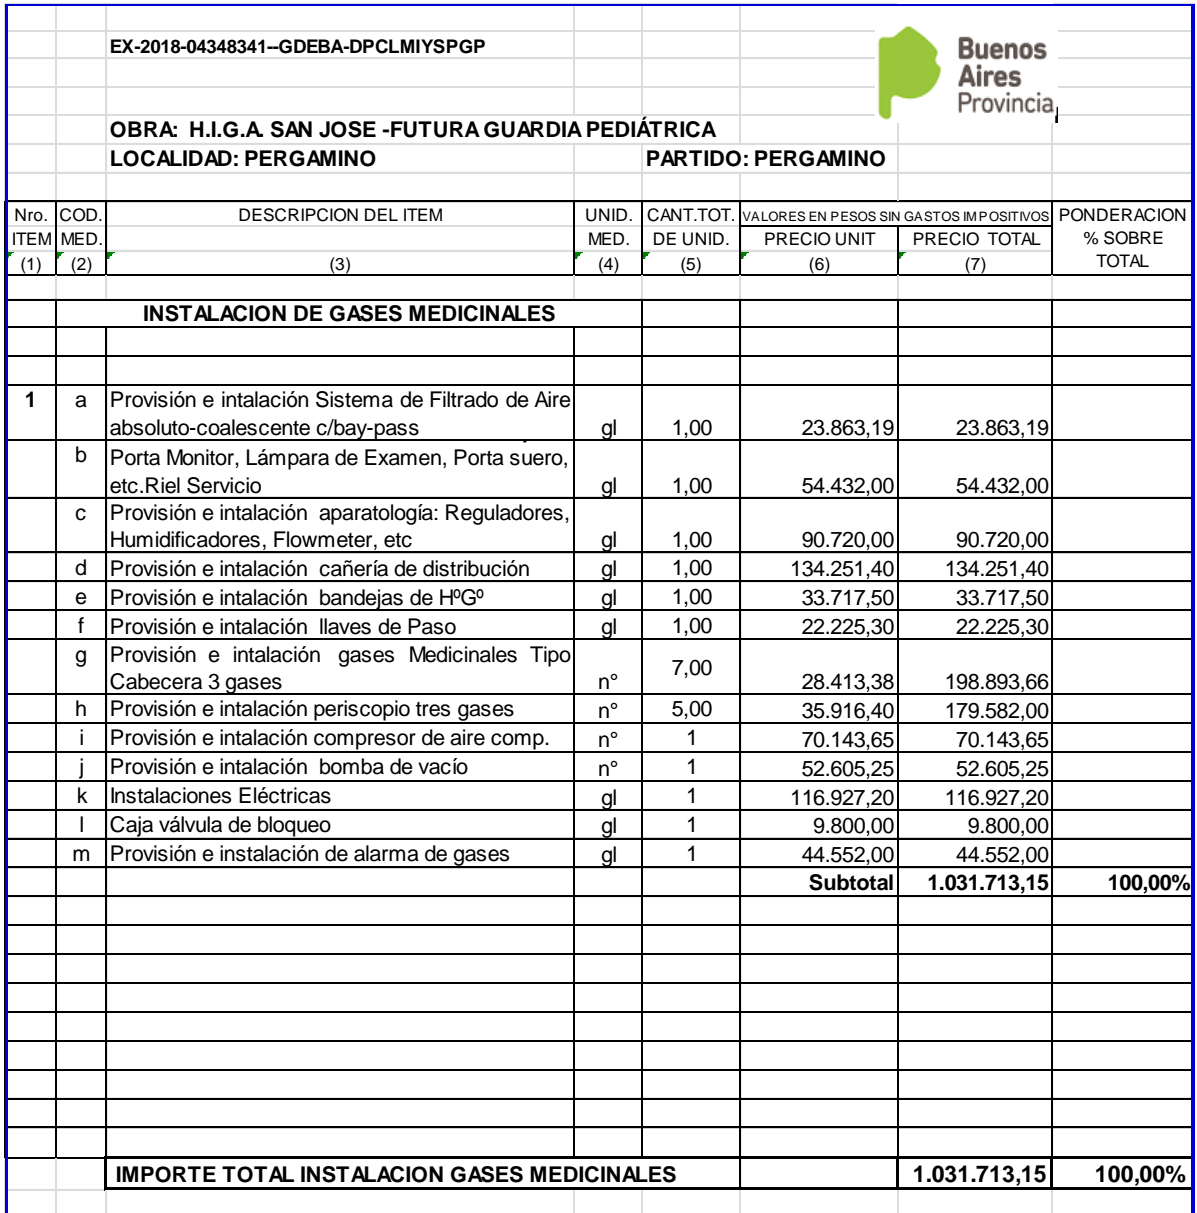 EX-2018-04348341--GDEBA-DPCLMIYSPGP
Buenos
Aires
Provincia
OBRA: H.I.G.A. SAN JOSE -FUTURA GUARDIA PEDIÁTRICA
LOCALIDAD: PERGAMINO PARTIDO: PERGAMINO
Nro. COD. DESCRIPCION DEL ITEM UNID. CANT.TOT. VALORES EN PESOS SIN GASTOS IMPOSITIVOS PONDERACION
ITEM MED. MED. DE UNID. PRECIO UNIT PRECIO TOTAL % SOBRE
(1) (2) (3) (4) (5) (6) (7) TOTAL
INSTALACION DE GASES MEDICINALES
1 a Provisión e intalación Sistema de Filtrado de Aire
absoluto-coalescente c/bay-pass gl 1,00 23.863,19 23.863,19
b Porta Monitor, Lámpara de Examen, Porta suero,
etc.Riel Servicio gl 1,00 54.432,00 54.432,00
c Provisión e intalación aparatología: Reguladores,
Humidificadores, Flowmeter, etc gl 1,00 90.720,00 90.720,00
d Provisión e intalación cañería de distribución gl 1,00 134.251,40 134.251,40
e Provisión e intalación bandejas de HºGº gl 1,00 33.717,50 33.717,50
f Provisión e intalación llaves de Paso gl 1,00 22.225,30 22.225,30
g Provisión e intalación gases Medicinales Tipo
Cabecera 3 gases n° 7,00 28.413,38 198.893,66
h Provisión e intalación periscopio tres gases n° 5,00 35.916,40 179.582,00
i Provisión e intalación compresor de aire comp. n° 1 70.143,65 70.143,65
j Provisión e intalación bomba de vacío n° 1 52.605,25 52.605,25
k Instalaciones Eléctricas gl 1 116.927,20 116.927,20
l Caja válvula de bloqueo gl 1 9.800,00 9.800,00
m Provisión e instalación de alarma de gases gl 1 44.552,00 44.552,00
Subtotal 1.031.713,15 100,00%
IMPORTE TOTAL INSTALACION GASES MEDICINALES 1.031.713,15 100,00%